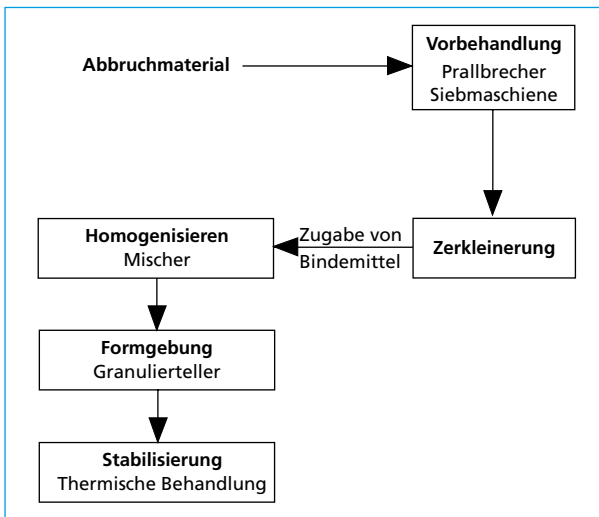 Abbruchmaterial
Vorbehandlung
Prallbrecher
Siebmaschiene
Zerkleinerung
Zugabe von
Bindemittel
Homogenisieren
Mischer
Formgebung
Granulierteller
Stabilisierung
Thermische Behandlung